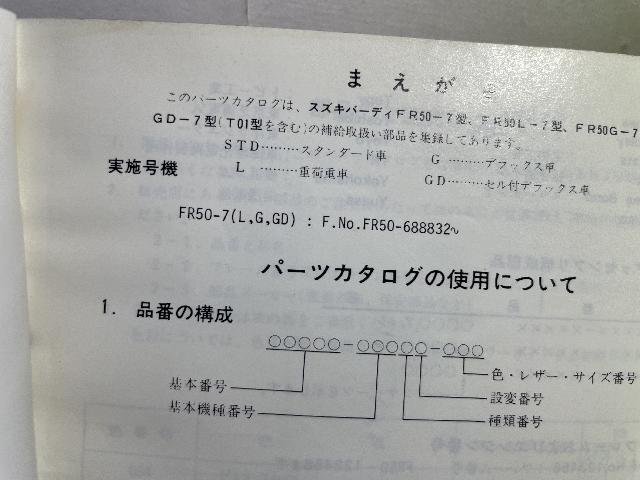 まえがき
このパーツカタログは、スズキバーディFR50-7型、FR50L-7型、FR50G-7
GD-7型(T01型を含む)の補給取扱い部品を集録してあります。
STD………スタンダード車 G………デラックス車
実施号機 L………重荷重車 GD………セル付デラックス車
FR50-7(L,G,GD) : F.No.FR50-688832~
パーツカタログの使用について
1. 品番の構成
○○○○○-○○○○○-○○○
色・レザー・サイズ番号
基本番号 設変番号
基本機種番号 種類番号